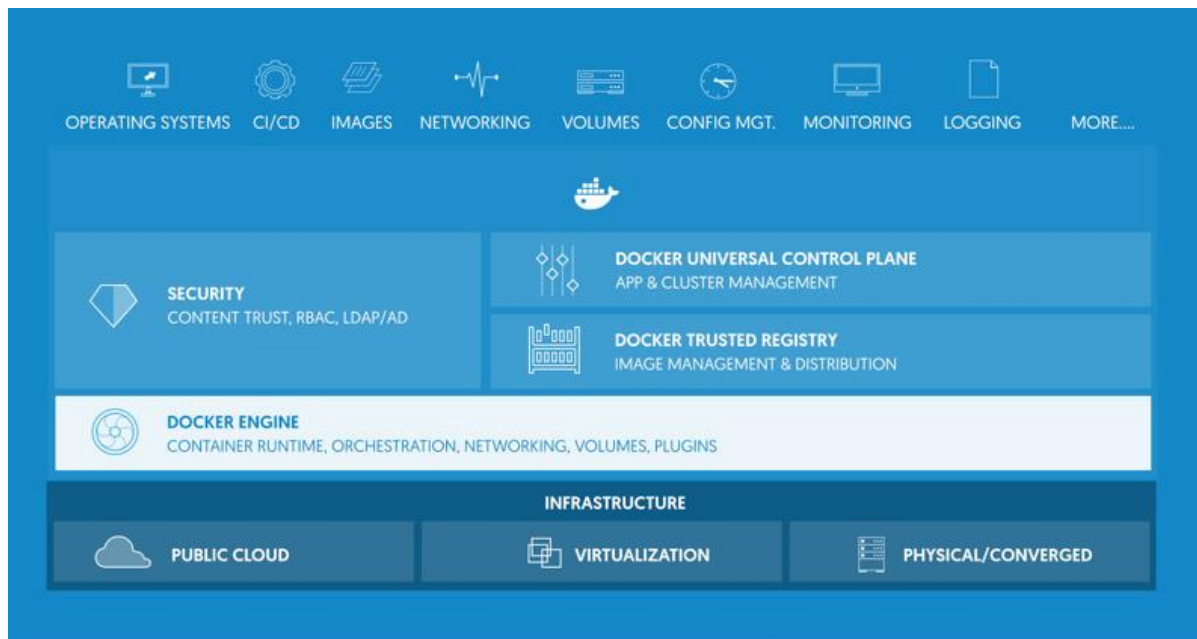 OPERATING SYSTEMS CI/CD IMAGES NETWORKING VOLUMES CONFIG MGT. MONITORING LOGGING MORE....
SECURITY
CONTENT TRUST, RBAC, LDAP/AD
DOCKER UNIVERSAL CONTROL PLANE
APP & CLUSTER MANAGEMENT
DOCKER TRUSTED REGISTRY
IMAGE MANAGEMENT & DISTRIBUTION
DOCKER ENGINE
CONTAINER RUNTIME, ORCHESTRATION, NETWORKING, VOLUMES, PLUGINS
INFRASTRUCTURE
PUBLIC CLOUD VIRTUALIZATION PHYSICAL/CONVERGED